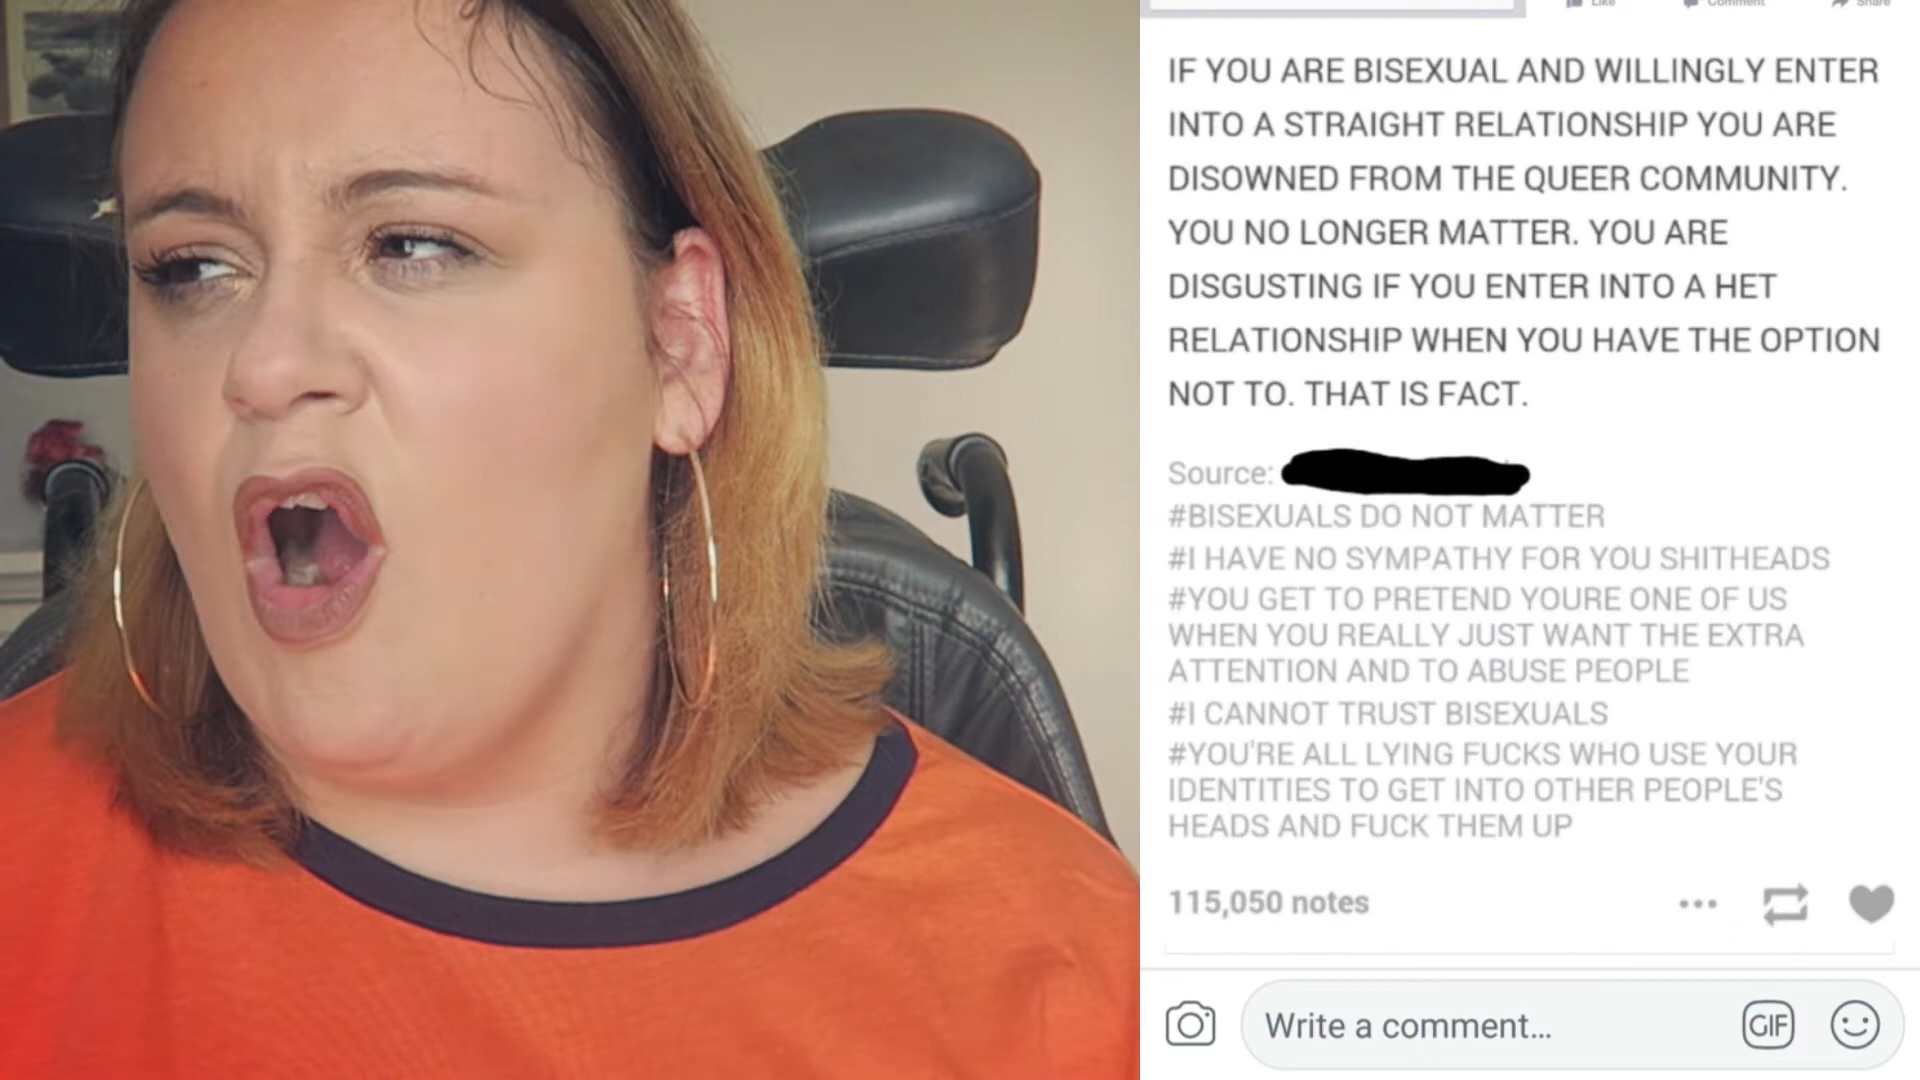 Like Comment Share
IF YOU ARE BISEXUAL AND WILLINGLY ENTER
INTO A STRAIGHT RELATIONSHIP YOU ARE
DISOWNED FROM THE QUEER COMMUNITY.
YOU NO LONGER MATTER. YOU ARE
DISGUSTING IF YOU ENTER INTO A HET
RELATIONSHIP WHEN YOU HAVE THE OPTION
NOT TO. THAT IS FACT.
Source:
#BISEXUALS DO NOT MATTER
#I HAVE NO SYMPATHY FOR YOU SHITHEADS
#YOU GET TO PRETEND YOURE ONE OF US
WHEN YOU REALLY JUST WANT THE EXTRA
ATTENTION AND TO ABUSE PEOPLE
#I CANNOT TRUST BISEXUALS
#YOU'RE ALL LYING FUCKS WHO USE YOUR
IDENTITIES TO GET INTO OTHER PEOPLE'S
HEADS AND FUCK THEM UP
115,050 notes
Write a comment...
GIF